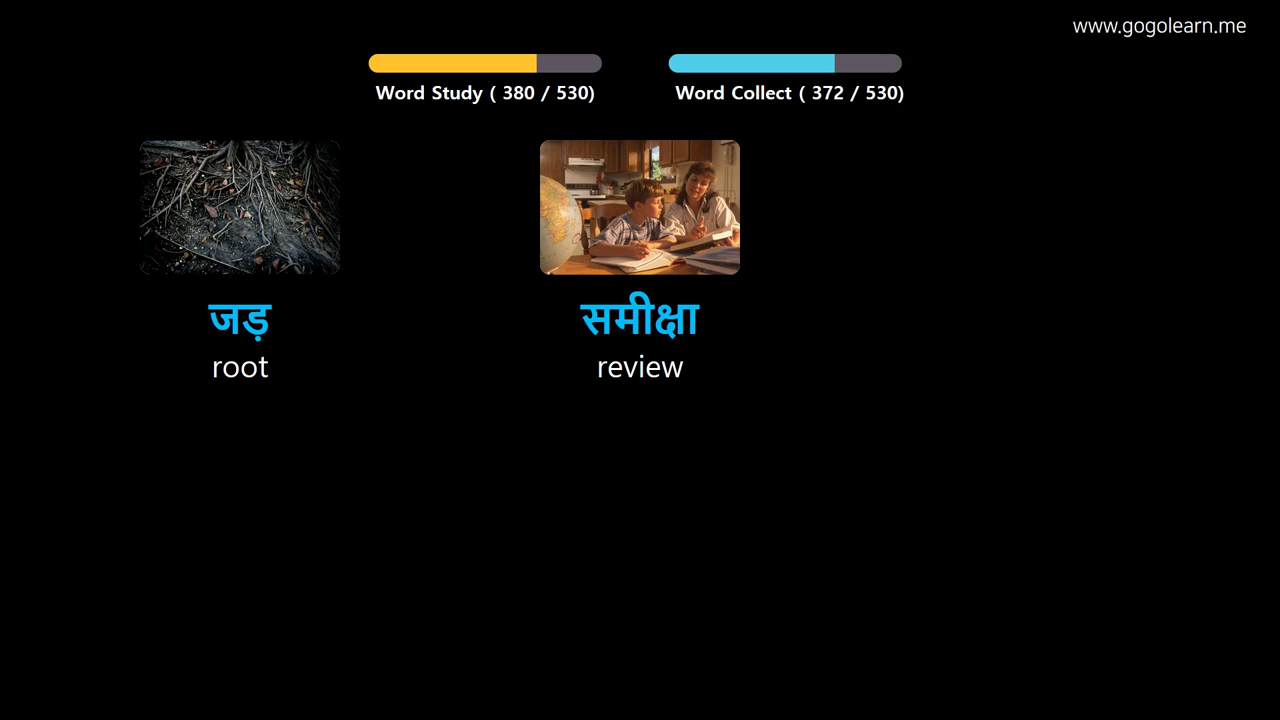 www.gogolearn.me
Word Study ( 380 / 530)
Word Collect ( 372 / 530)
जड़
root
समीक्षा
review